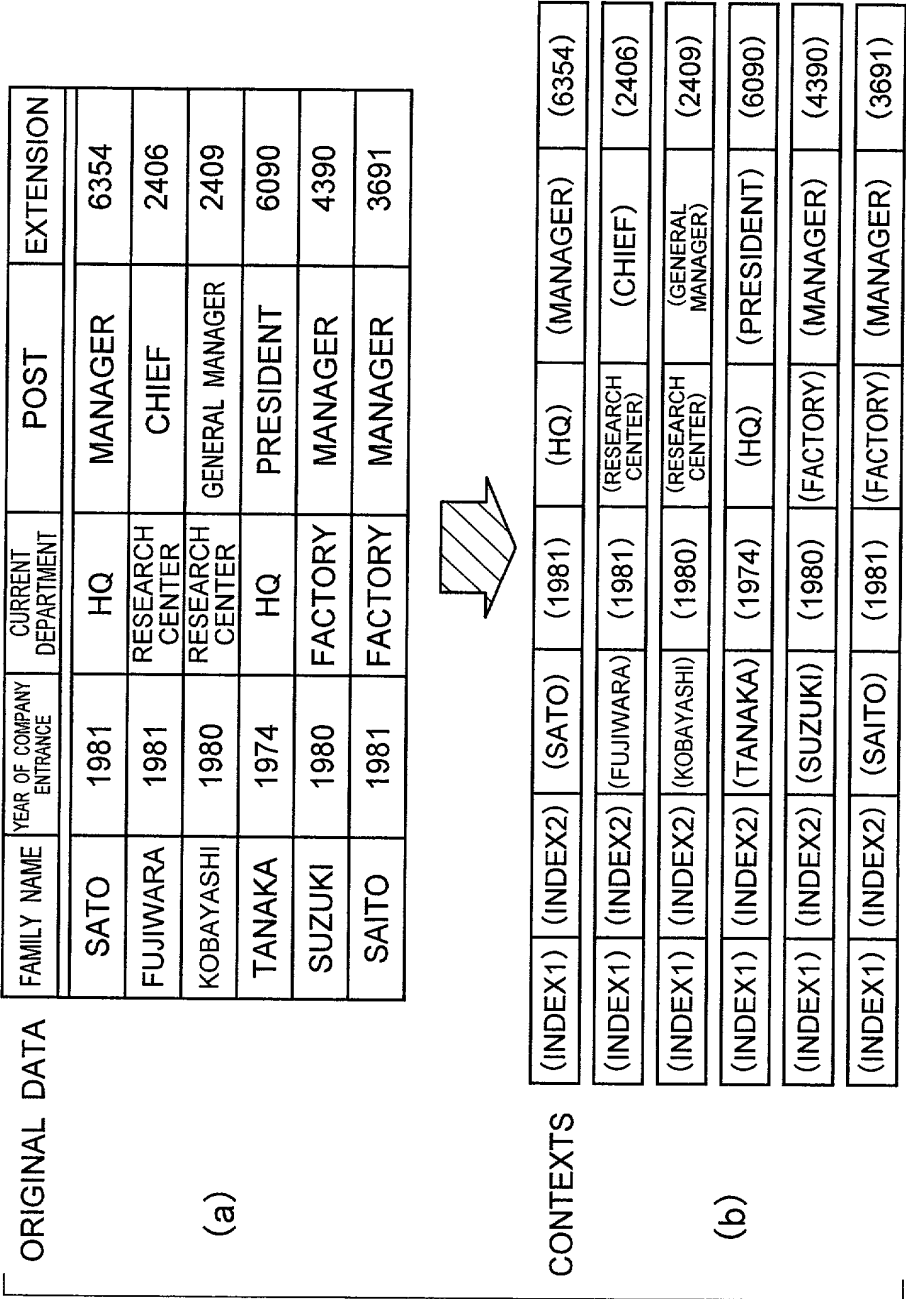 ORIGINAL DATA
(a)
FAMILY NAME YEAR OF COMPANY ENTRANCE CURRENT DEPARTMENT POST EXTENSION
SATO 1981 HQ MANAGER 6354
FUJIWARA 1981 RESEARCH CENTER CHIEF 2406
KOBAYASHI 1980 RESEARCH CENTER GENERAL MANAGER 2409
TANAKA 1974 HQ PRESIDENT 6090
SUZUKI 1980 FACTORY MANAGER 4390
SAITO 1981 FACTORY MANAGER 3691
CONTEXTS
(b)
(INDEX1) (INDEX2) (SATO) (1981) (HQ) (MANAGER) (6354)
(INDEX1) (INDEX2) (FUJIWARA) (1981) (RESEARCH CENTER) (CHIEF) (2406)
(INDEX1) (INDEX2) (KOBAYASHI) (1980) (RESEARCH CENTER) (GENERAL MANAGER) (2409)
(INDEX1) (INDEX2) (TANAKA) (1974) (HQ) (PRESIDENT) (6090)
(INDEX1) (INDEX2) (SUZUKI) (1980) (FACTORY) (MANAGER) (4390)
(INDEX1) (INDEX2) (SAITO) (1981) (FACTORY) (MANAGER) (3691)